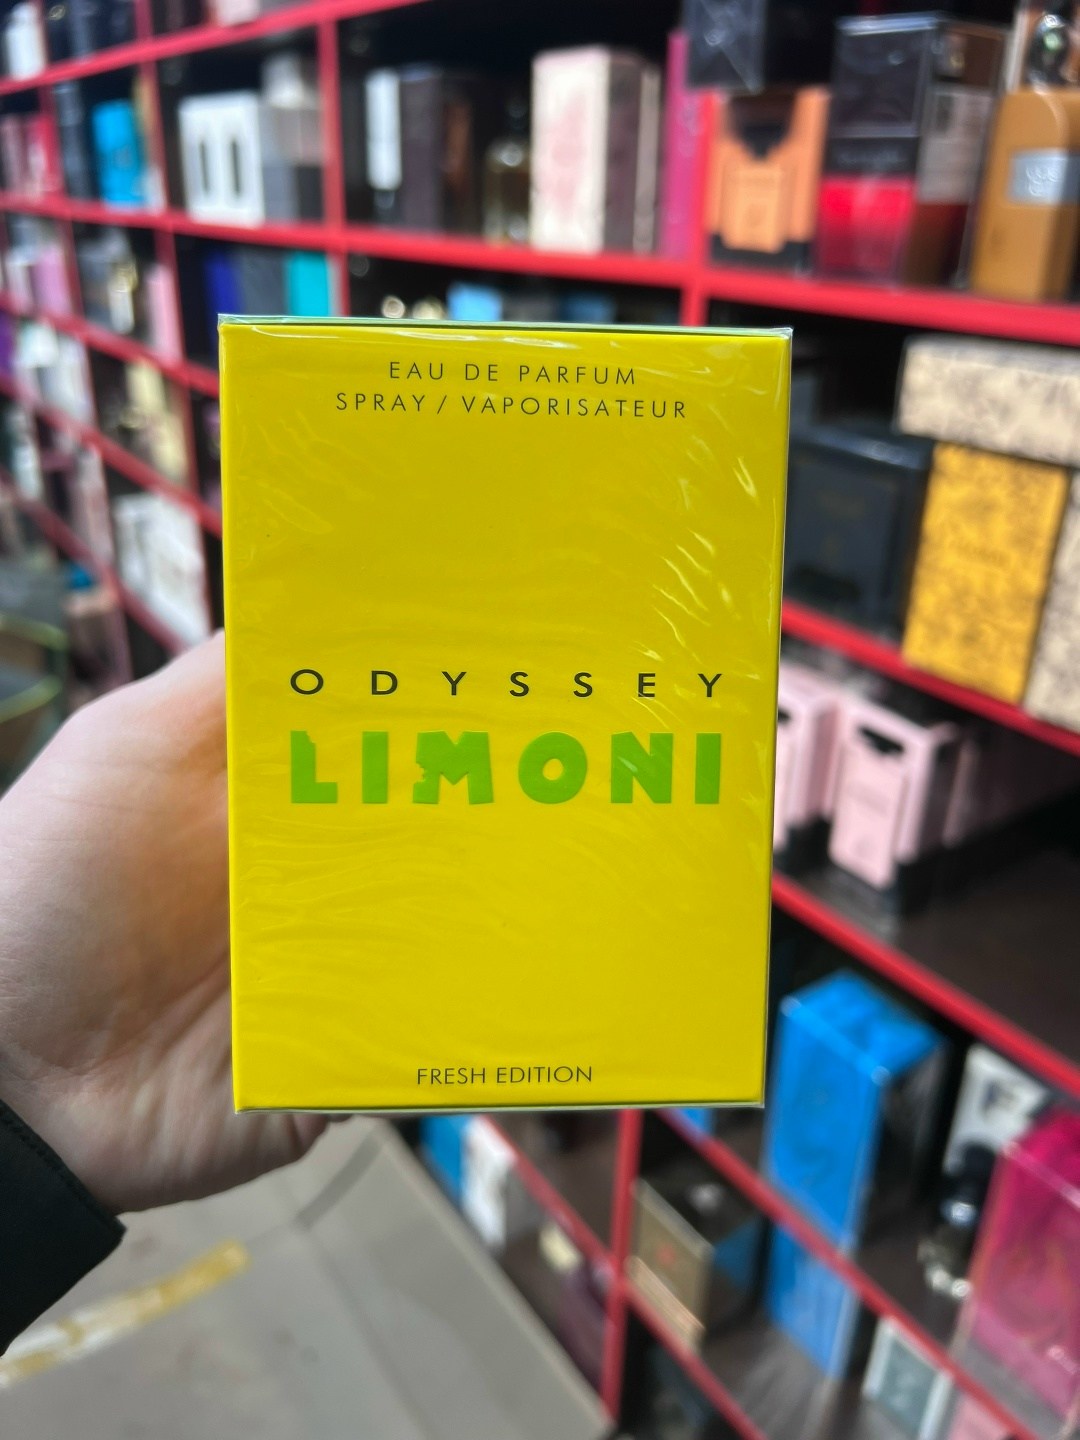 EAU DE PARFUM
SPRAY / VAPORISATEUR
ODYSSEY
LIMONI
FRESH EDITION